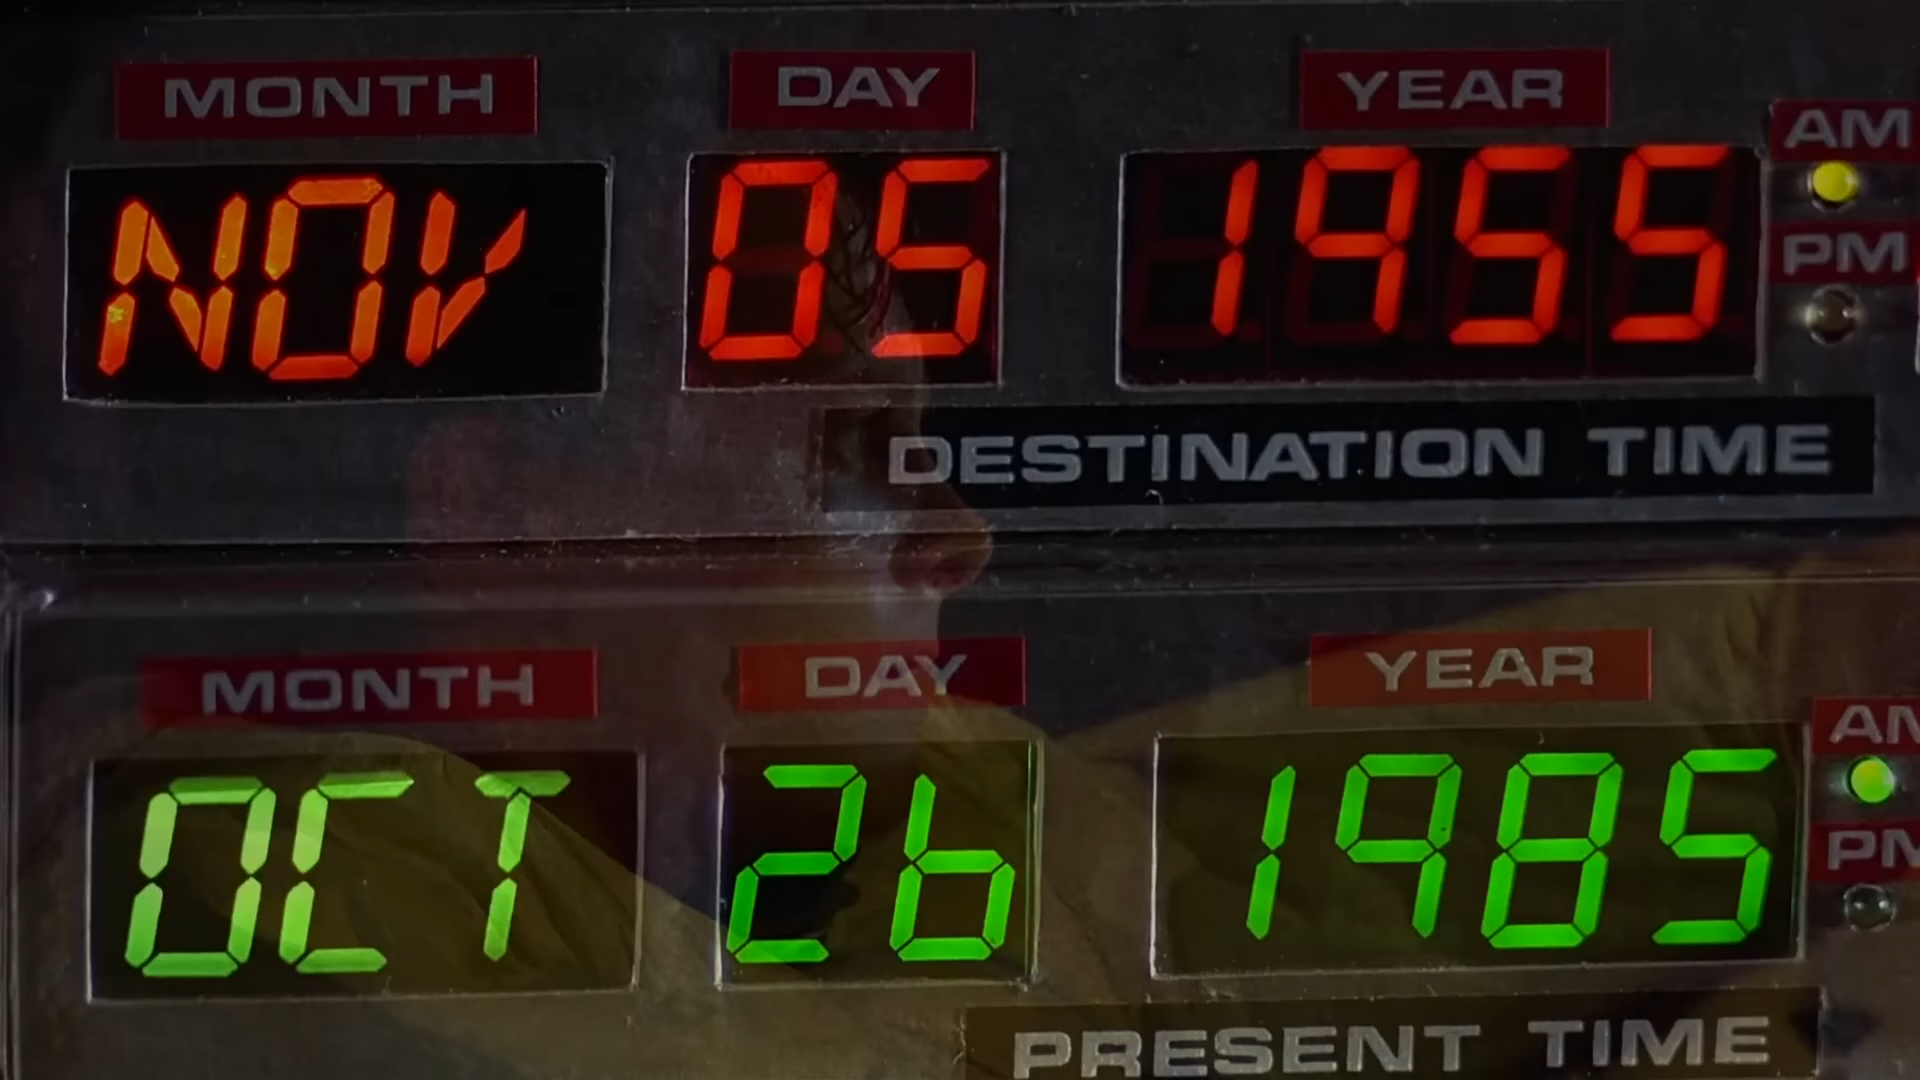 MONTH DAY YEAR
AM
NOV 05 1955
PM
DESTINATION TIME
MONTH DAY YEAR
AM
OCT 26 1985
PM
PRESENT TIME